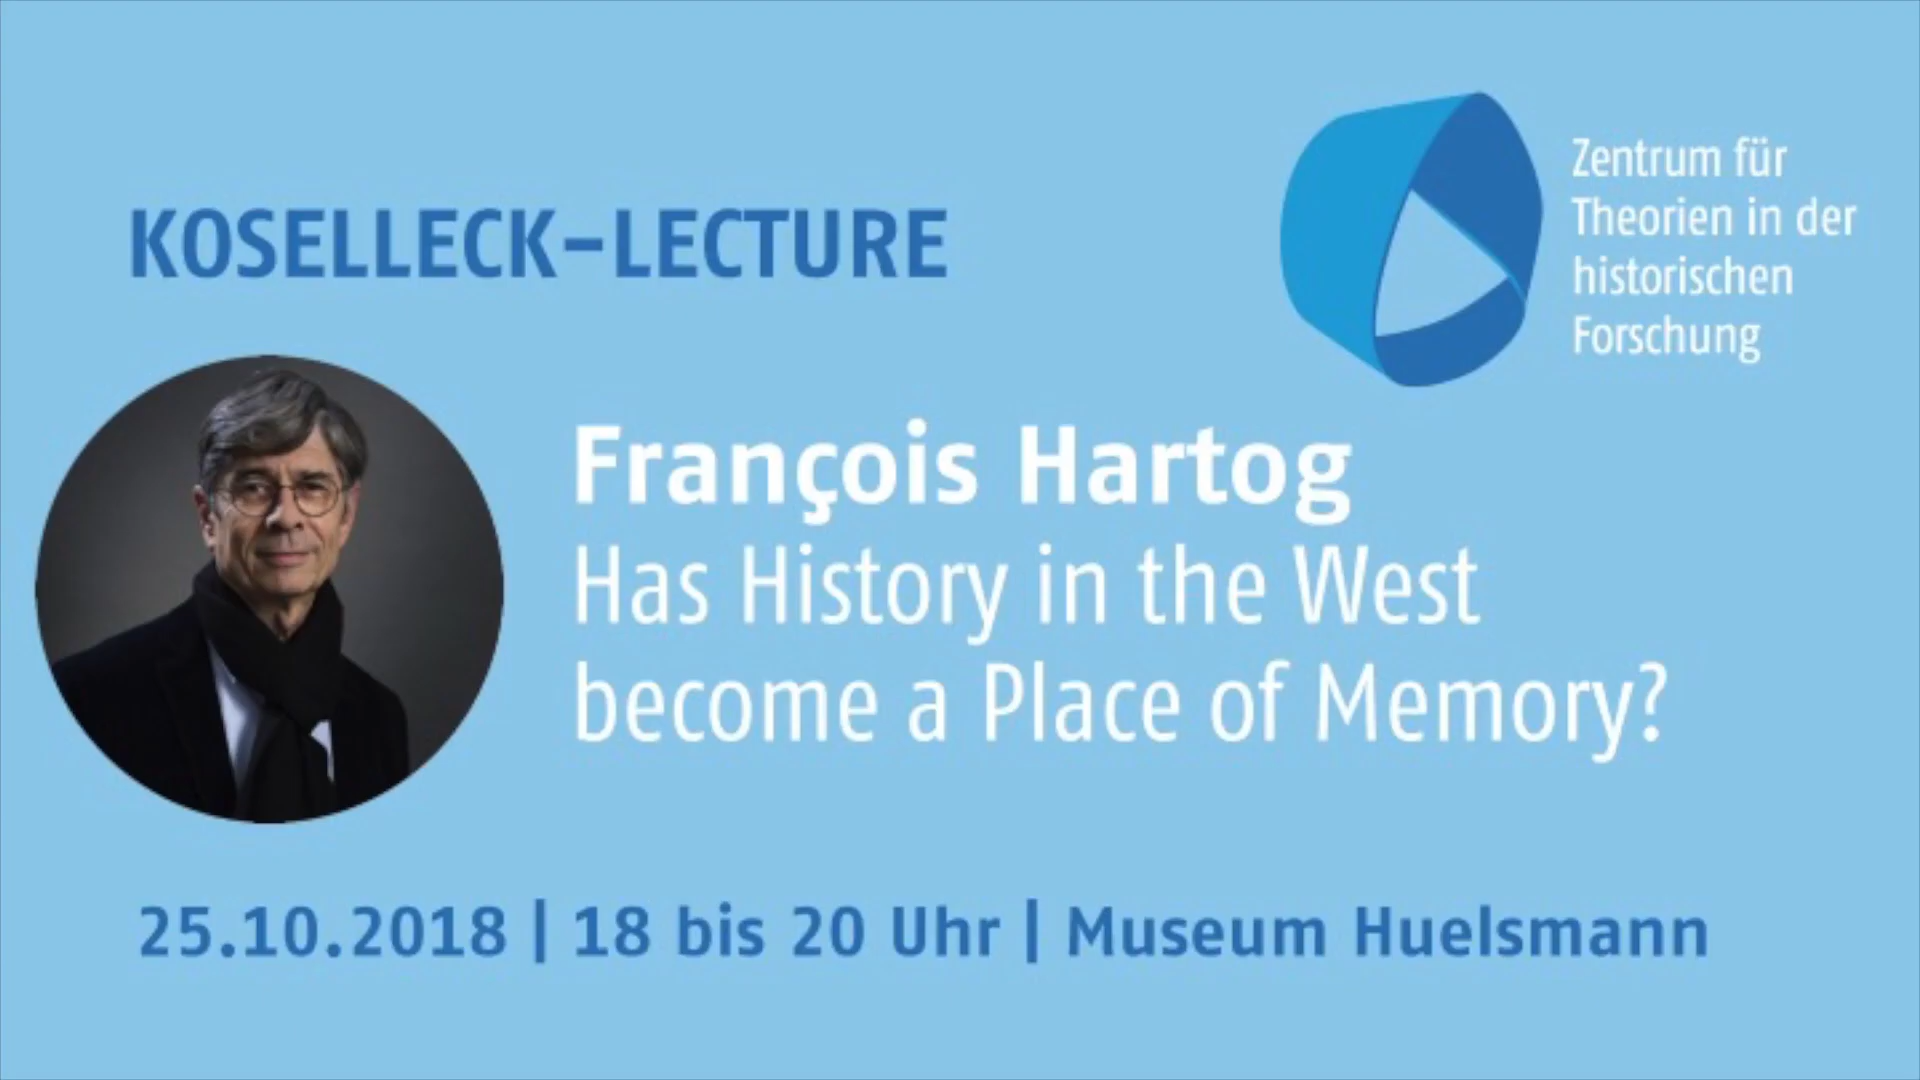 KOSELLECK-LECTURE
Zentrum für
Theorien in der
historischen
Forschung
François Hartog
Has History in the West
become a Place of Memory?
25.10.2018 | 18 bis 20 Uhr | Museum Huelsmann